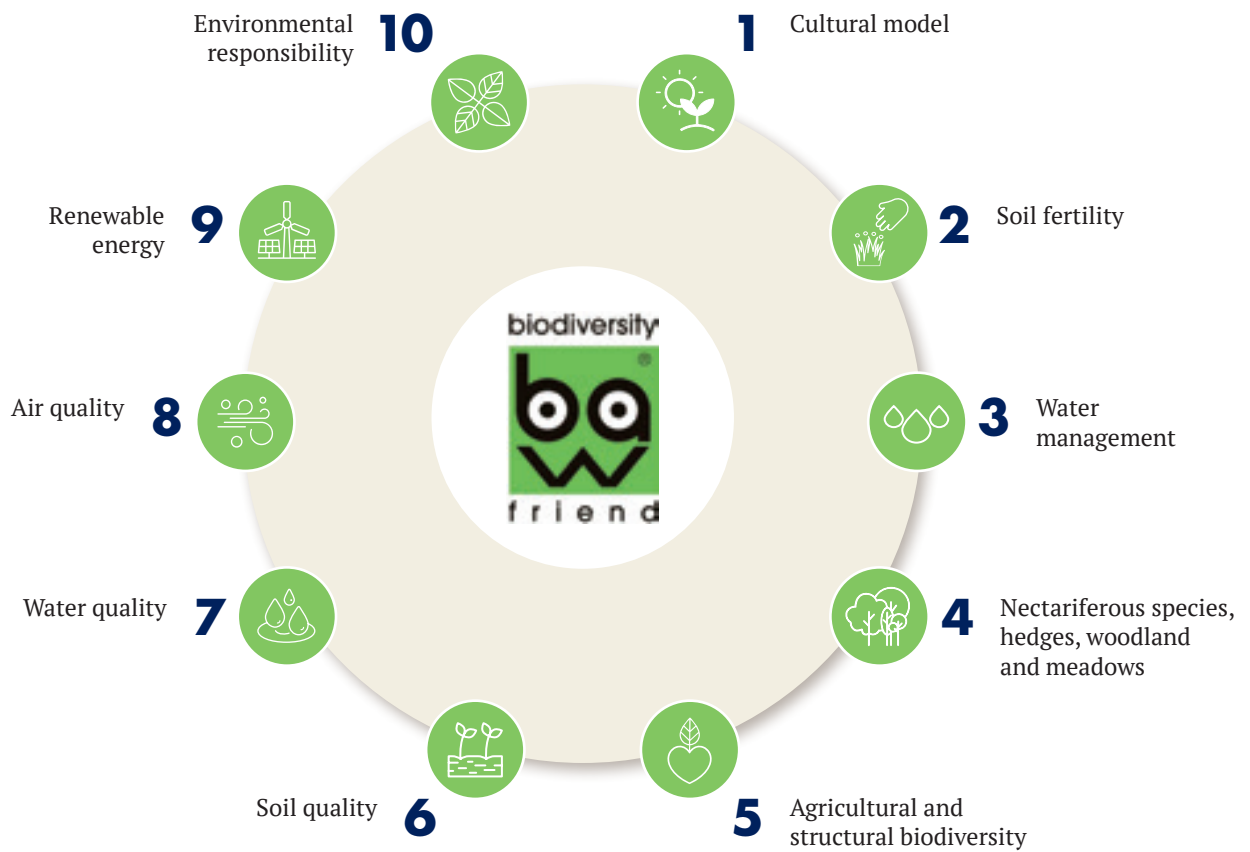 1
Cultural model
2
Soil fertility
3
Water
management
4
Nectariferous species,
hedges, woodland
and meadows
5
Agricultural and
structural biodiversity
6
Soil quality
7
Water quality
8
Air quality
9
Renewable
energy
10
Environmental
responsibility
biodiversity
®
ba
w
friend